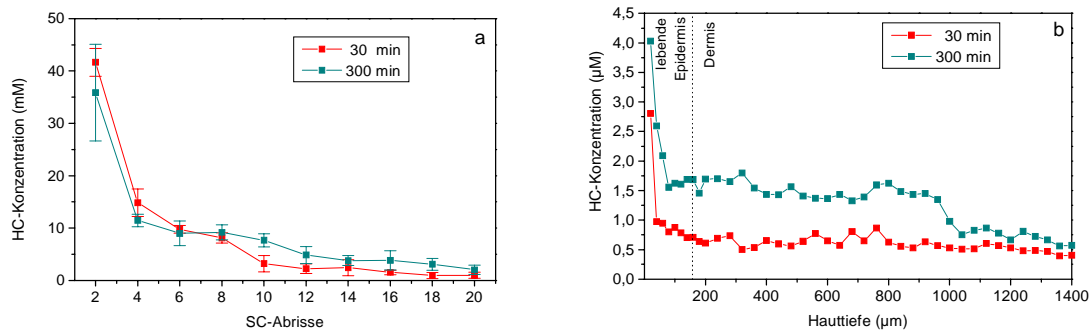 a
30 min
300 min
HC-Konzentration (mM)
50
40
30
20
10
0
2 4 6 8 10 12 14 16 18 20
SC-Abrisse
b
30 min
300 min
lebende
Epidermis
Dermis
HC-Konzentration (µM)
4,5
4,0
3,5
3,0
2,5
2,0
1,5
1,0
0,5
0,0
200 400 600 800 1000 1200 1400
Hauttiefe (µm)